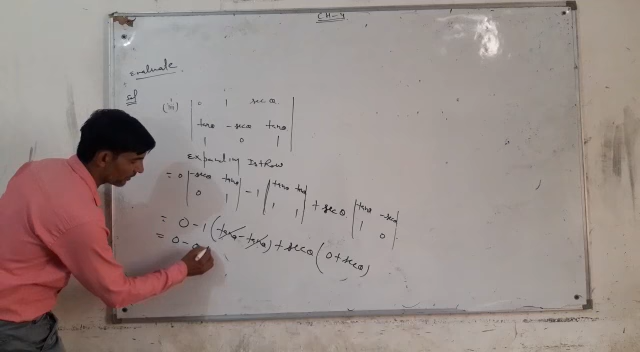 CH-4
Evaluate
Sol
(iii) | 0 1 secθ |
| tanθ -secθ tanθ |
| 1 0 1 |
Expanding Ist Row
= 0 | -secθ tanθ | - 1 | tanθ tanθ | + secθ | tanθ -secθ |
| 0 1 | | 1 1 | | 1 0 |
= 0 - 1 (tanθ - tanθ) + secθ (0 + secθ)
= 0 - 0